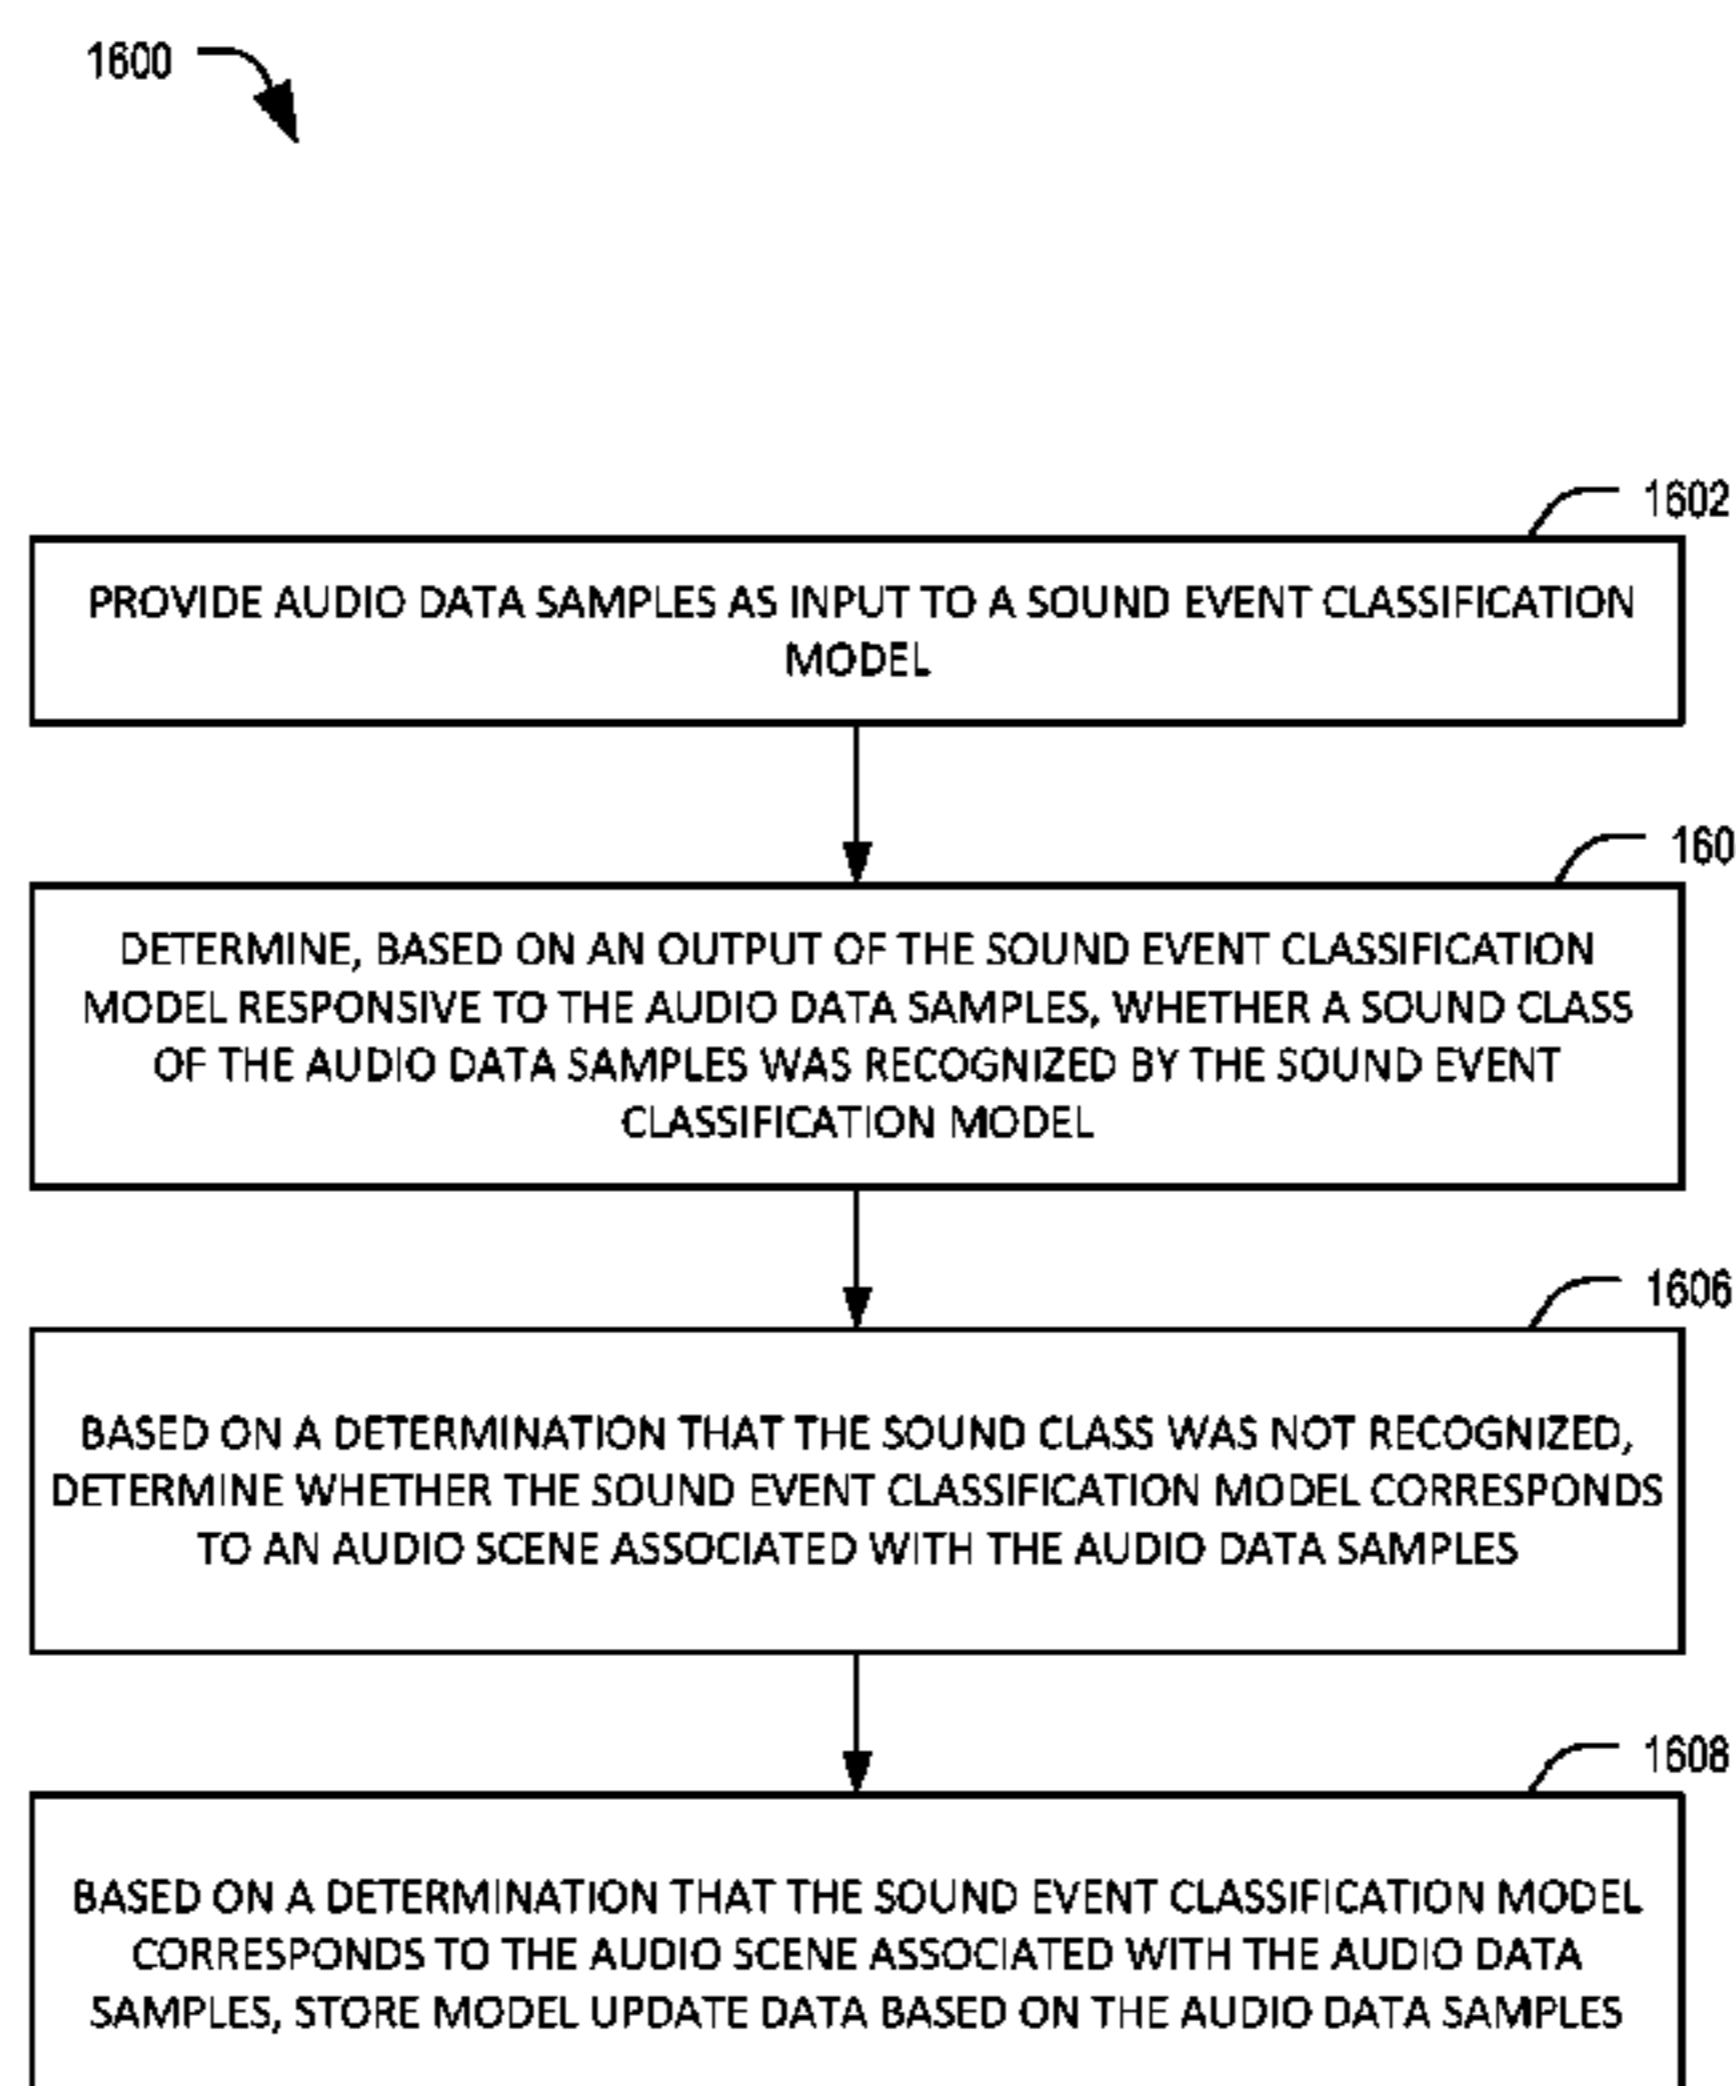 1600
1602
PROVIDE AUDIO DATA SAMPLES AS INPUT TO A SOUND EVENT CLASSIFICATION
MODEL
160
DETERMINE, BASED ON AN OUTPUT OF THE SOUND EVENT CLASSIFICATION
MODEL RESPONSIVE TO THE AUDIO DATA SAMPLES, WHETHER A SOUND CLASS
OF THE AUDIO DATA SAMPLES WAS RECOGNIZED BY THE SOUND EVENT
CLASSIFICATION MODEL
1606
BASED ON A DETERMINATION THAT THE SOUND CLASS WAS NOT RECOGNIZED,
DETERMINE WHETHER THE SOUND EVENT CLASSIFICATION MODEL CORRESPONDS
TO AN AUDIO SCENE ASSOCIATED WITH THE AUDIO DATA SAMPLES
1608
BASED ON A DETERMINATION THAT THE SOUND EVENT CLASSIFICATION MODEL
CORRESPONDS TO THE AUDIO SCENE ASSOCIATED WITH THE AUDIO DATA
SAMPLES, STORE MODEL UPDATE DATA BASED ON THE AUDIO DATA SAMPLES